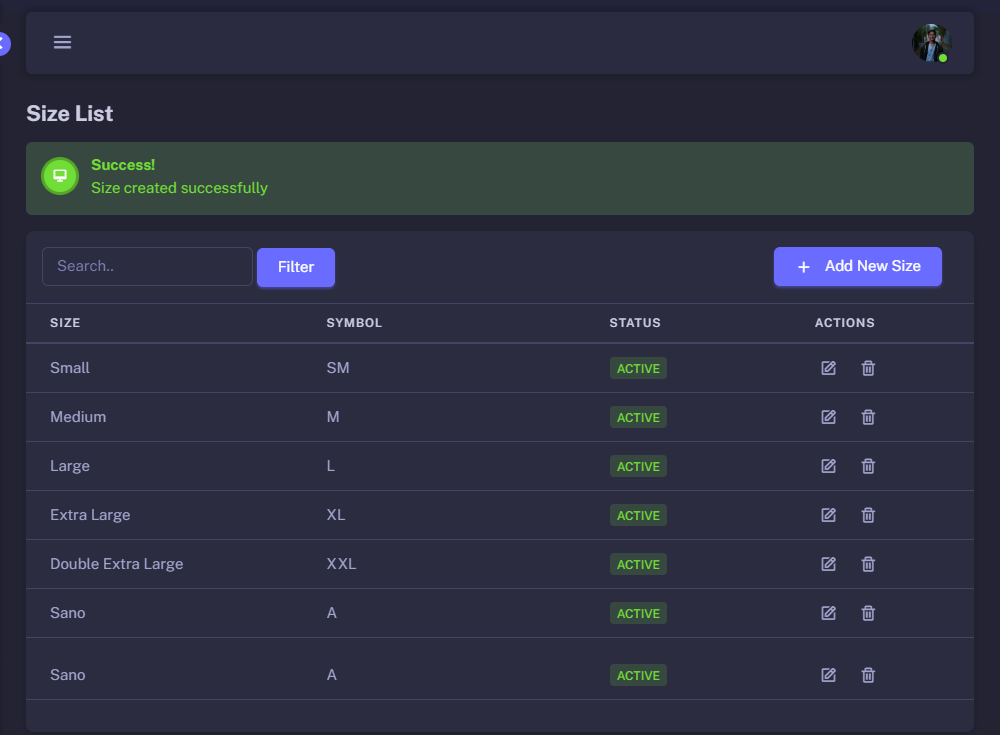 Size List
Success!
Size created successfully
Search.. Filter + Add New Size
SIZE SYMBOL STATUS ACTIONS
Small SM ACTIVE
Medium M ACTIVE
Large L ACTIVE
Extra Large XL ACTIVE
Double Extra Large XXL ACTIVE
Sano A ACTIVE
Sano A ACTIVE